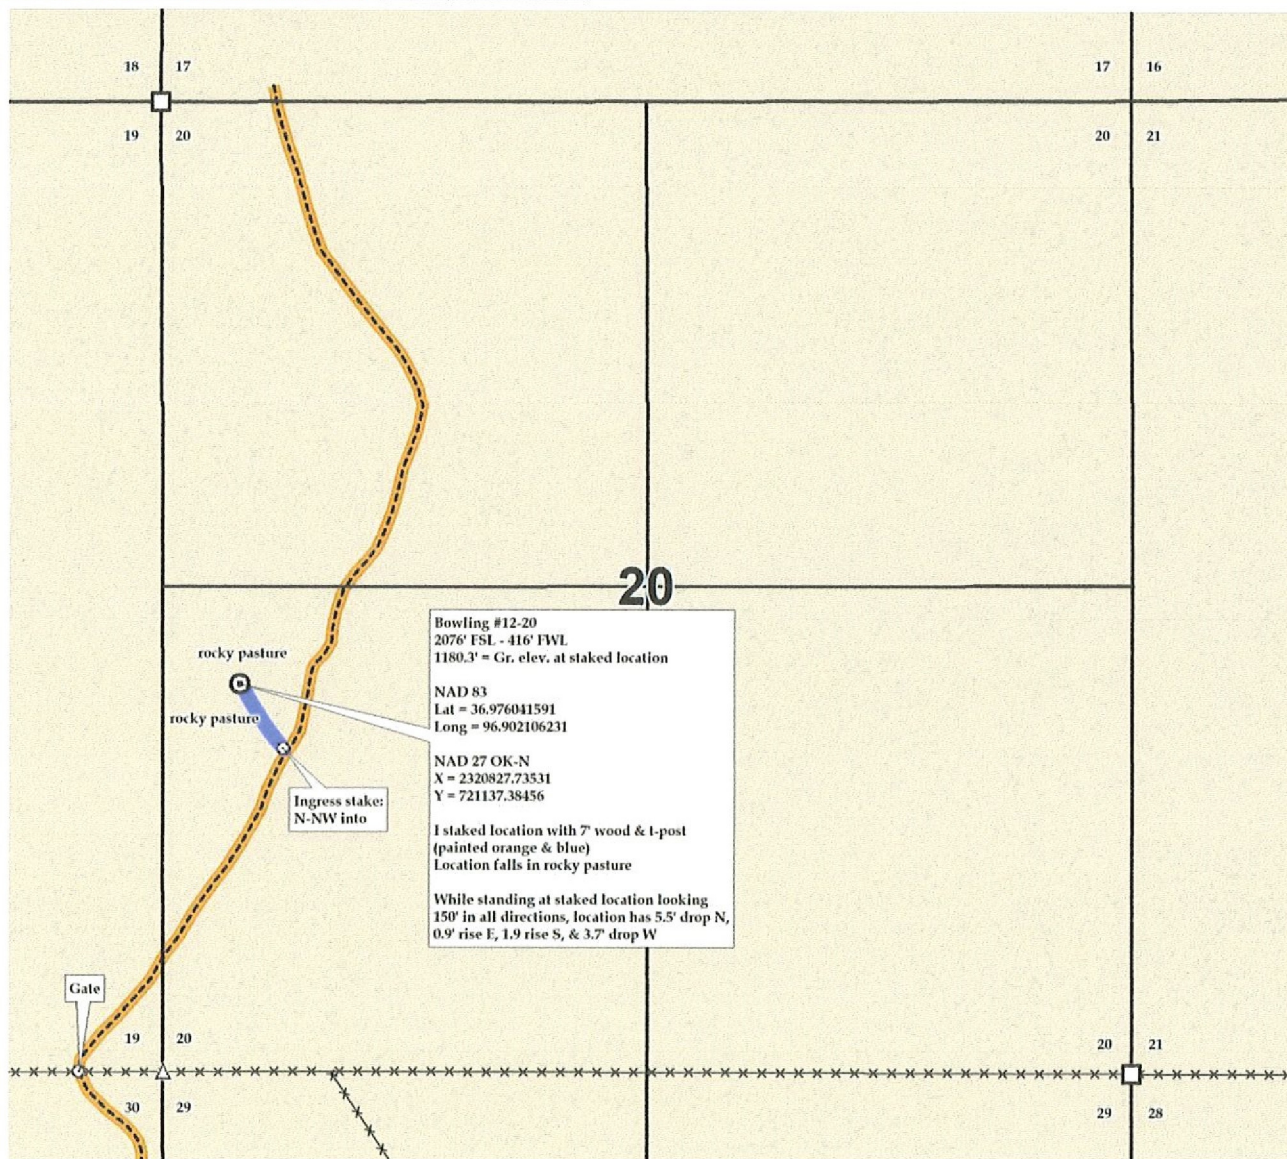 18 17
17 16
19 20
20 21
20
Bowling #12-20
2076' FSL - 416' FWL
1180.3' = Gr. elev. at staked location
NAD 83
Lat = 36.976041591
Long = 96.902106231
NAD 27 OK-N
X = 2320827.73531
Y = 721137.38456
I staked location with 7' wood & t-post
(painted orange & blue)
Location falls in rocky pasture
While standing at staked location looking
150' in all directions, location has 5.5' drop N,
0.9' rise E, 1.9 rise S, & 3.7' drop W
rocky pasture
rocky pasture
Ingress stake:
N-NW into
Gate
19 20
20 21
30 29
29 28